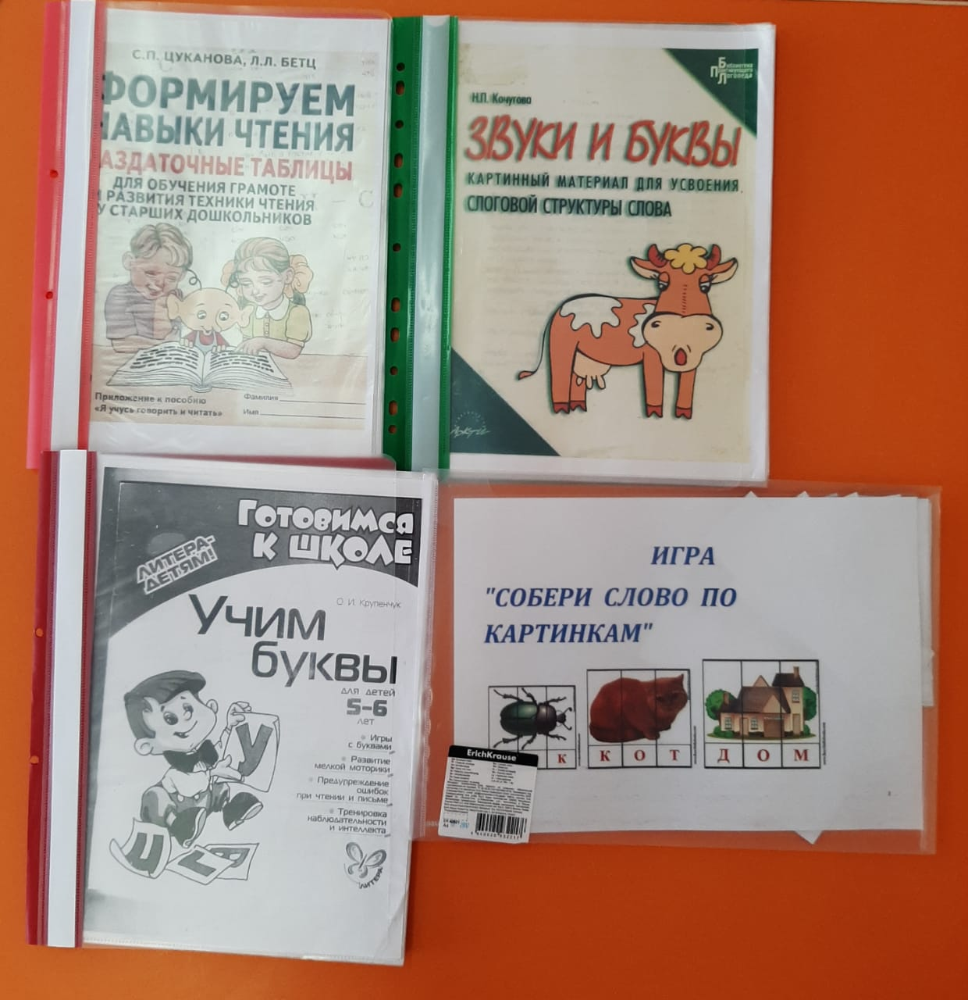 С.П. ЦУКАНОВА, Л.Л. БЕТЦ
ФОРМИРУЕМ
НАВЫКИ ЧТЕНИЯ
АЗДАТОЧНЫЕ ТАБЛИЦЫ
ДЛЯ ОБУЧЕНИЯ ГРАМОТЕ
И РАЗВИТИЯ ТЕХНИКИ ЧТЕНИЯ
У СТАРШИХ ДОШКОЛЬНИКОВ
Приложение к пособию
«Я учусь говорить и читать»
Фамилия
Имя
Библиотека
Практикующего
Логопеда
Н.П. Кочугова
ЗВУКИ И БУКВЫ
КАРТИННЫЙ МАТЕРИАЛ ДЛЯ УСВОЕНИЯ
СЛОГОВОЙ СТРУКТУРЫ СЛОВА
АРКТИ
ГОТОВИМСЯ
К ШКОЛЕ
ЛИТЕРА-
ДЕТЯМ!
О. И. Крупенчук
Учим
буквы
для детей
5-6
лет
Игры
с буквами
Развитие
мелкой моторики
Предупреждение
ошибок
при чтении и письме
Тренировка
наблюдательности
и интеллекта
У
ЛИТЕРА
ИГРА
"СОБЕРИ СЛОВО ПО
КАРТИНКАМ"
К
К О Т
Д О М
ErichKrause